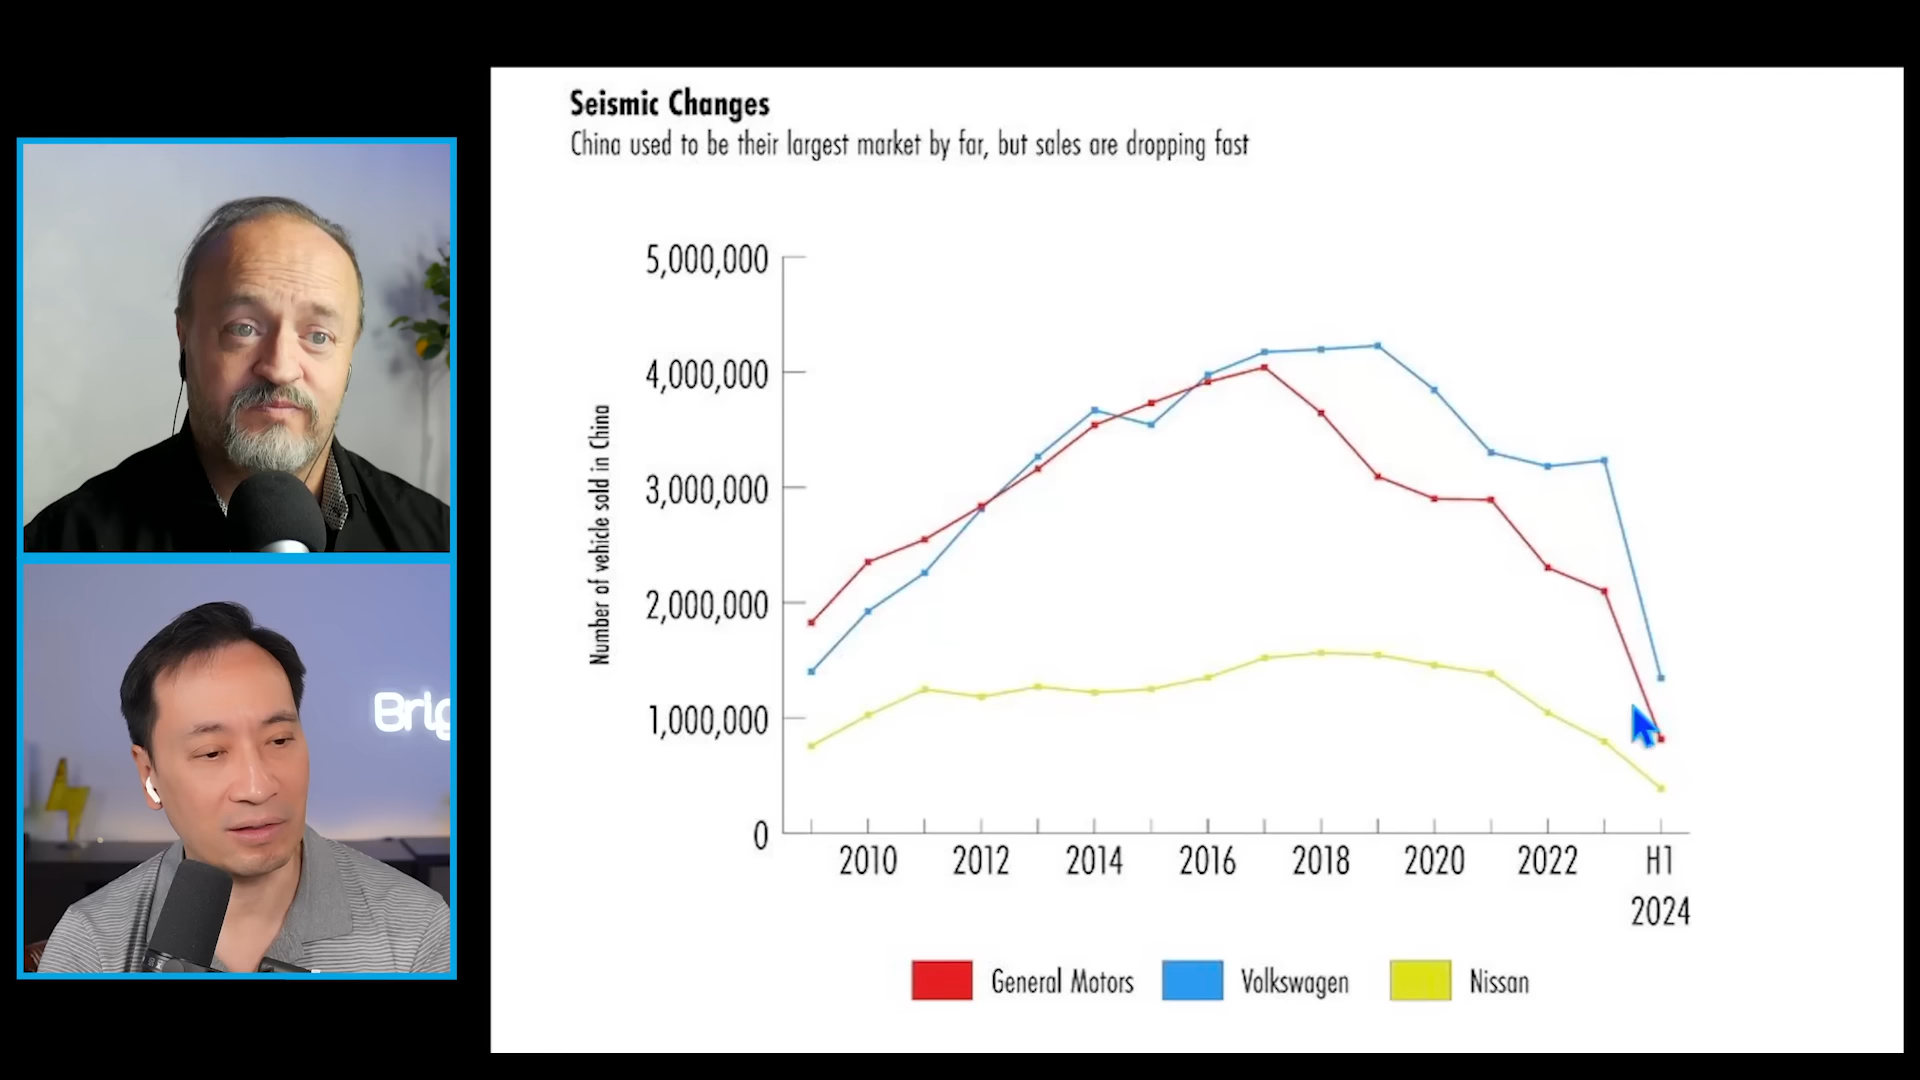 Seismic Changes
China used to be their largest market by far, but sales are dropping fast
Number of vehicle sold in China
5,000,000
4,000,000
3,000,000
2,000,000
1,000,000
0
2010 2012 2014 2016 2018 2020 2022 H1
2024
General Motors Volkswagen Nissan
Brig